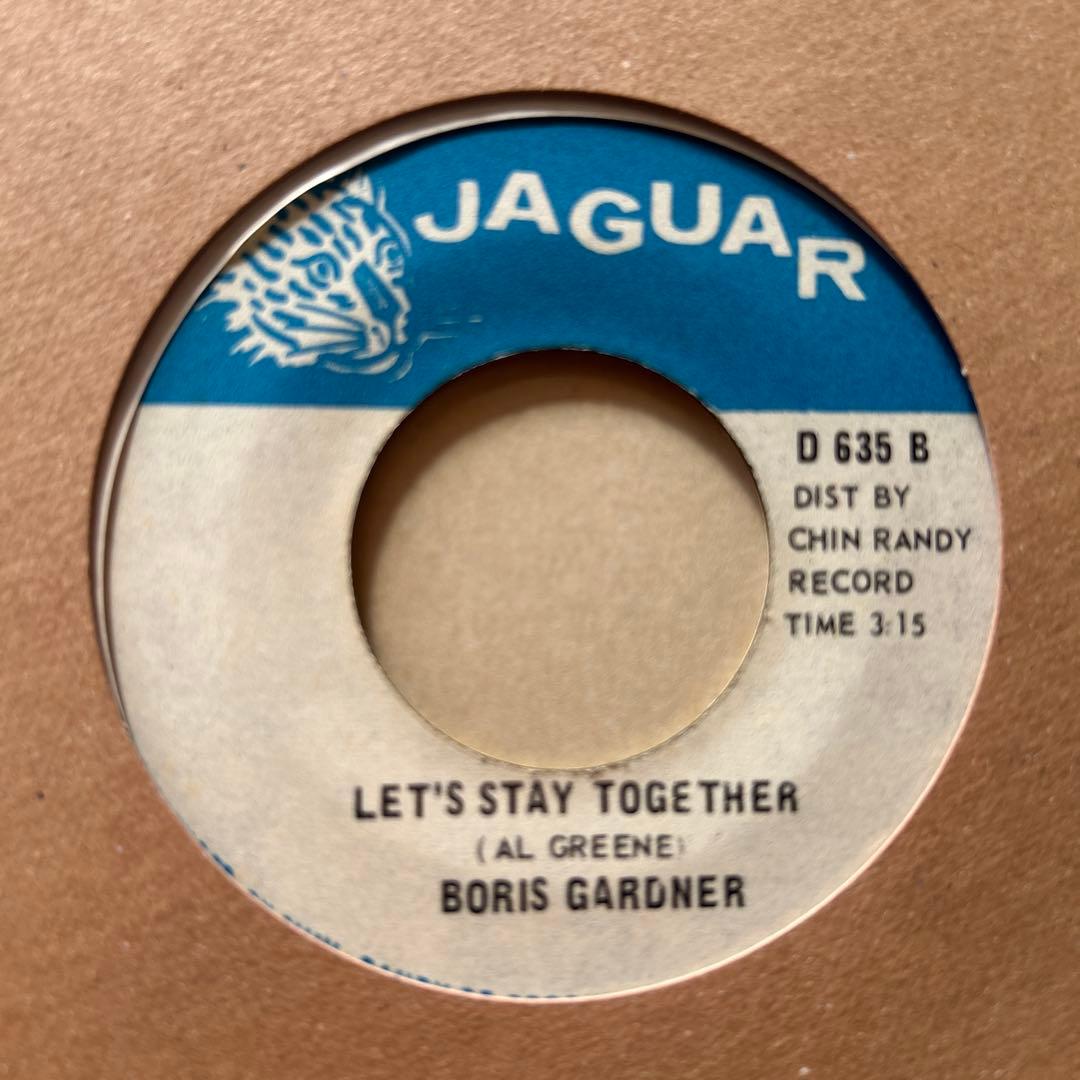 JAGUAR
D 635 B
DIST BY
CHIN RANDY
RECORD
TIME 3:15
LET'S STAY TOGETHER
(AL GREENE)
BORIS GARDNER